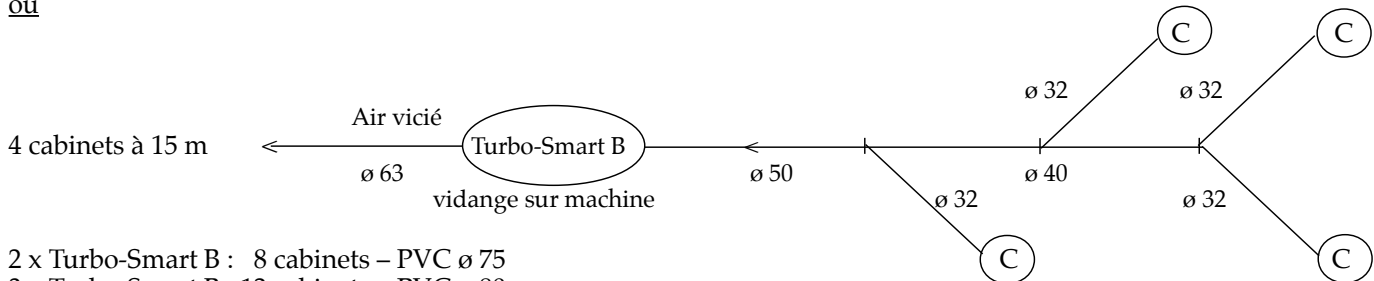 ou
C
C
ø 32
ø 32
Air vicié
4 cabinets à 15 m
Turbo-Smart B
ø 63
ø 50
ø 40
vidange sur machine
ø 32
ø 32
C
C
2 x Turbo-Smart B : 8 cabinets – PVC ø 75